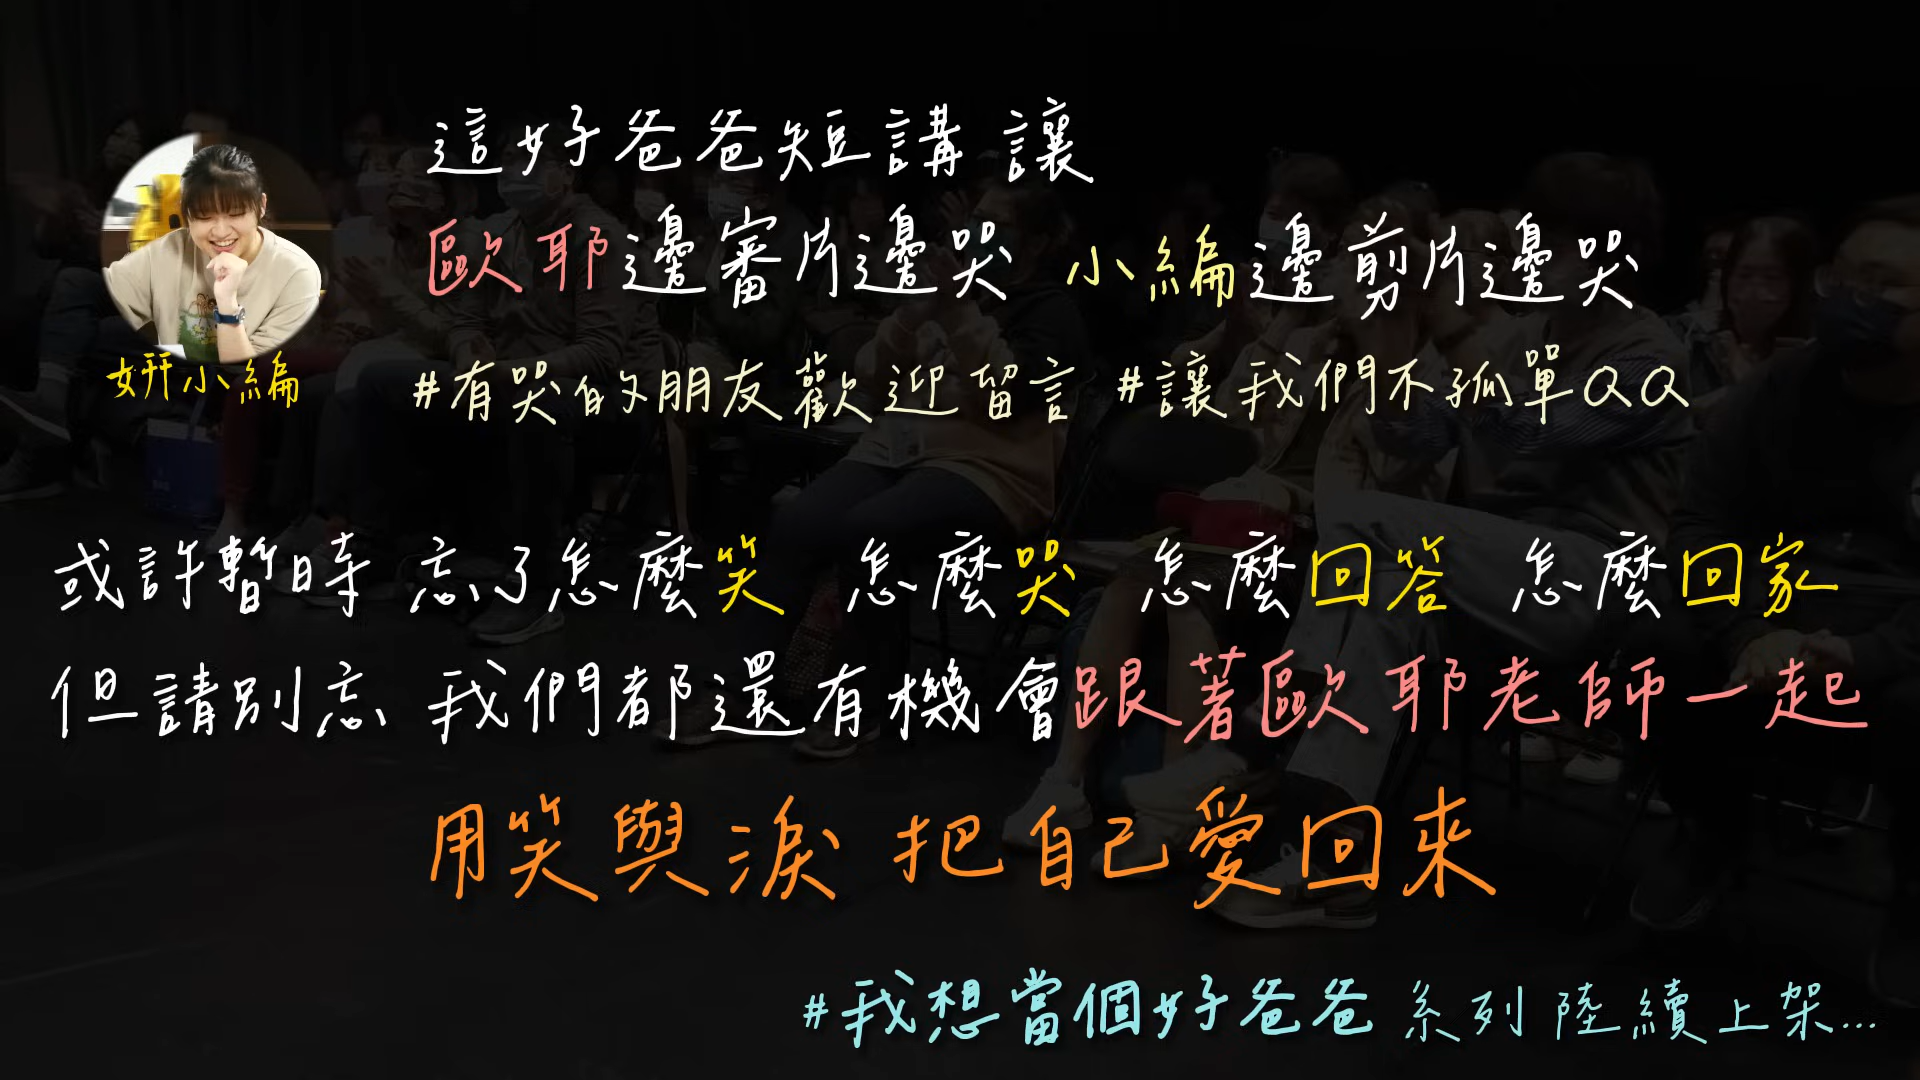 這好爸爸短講 讓
歐耶邊審片邊哭 小編邊剪片邊哭
妍小編
#有哭的朋友歡迎留言 #讓我們不孤單QQ
或許暫時 忘了怎麼笑 怎麼哭 怎麼回答 怎麼回家
但請別忘 我們都還有機會跟著歐耶老師一起
用笑與淚 把自己愛回來
#我想當個好爸爸 系列陸續上架...